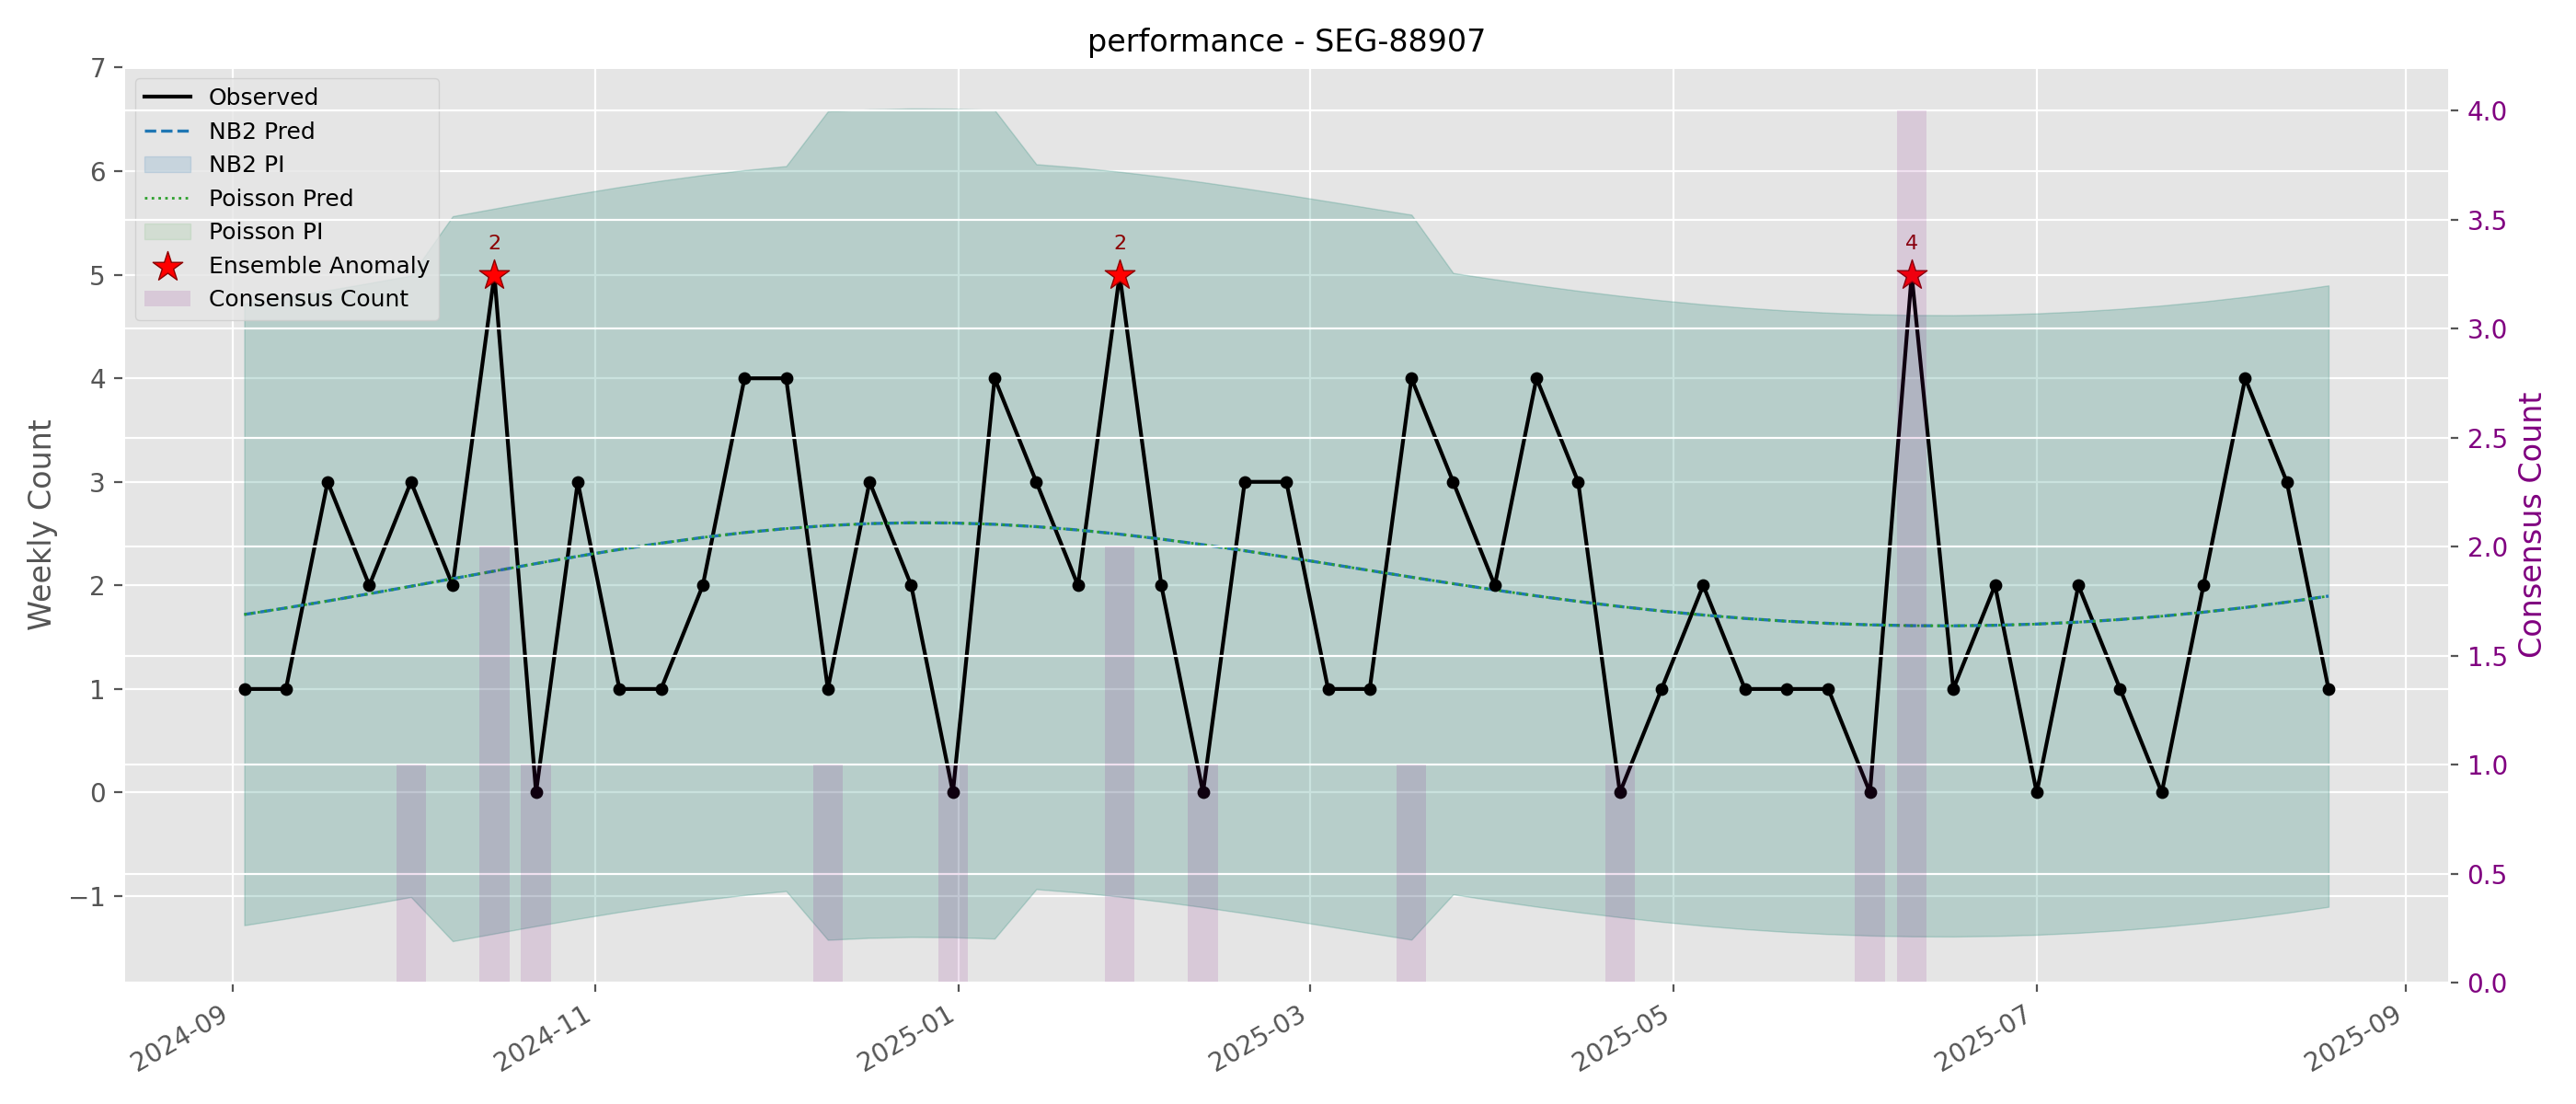 performance - SEG-88907
7
6
5
4
3
2
1
0
−1
Weekly Count
Observed
NB2 Pred
NB2 PI
Poisson Pred
Poisson PI
Ensemble Anomaly
Consensus Count
2
2
4
4.0
3.5
3.0
2.5
2.0
1.5
1.0
0.5
0.0
Consensus Count
2024-09
2024-11
2025-01
2025-03
2025-05
2025-07
2025-09